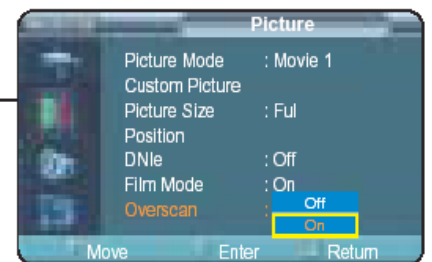 Picture
Picture Mode : Movie 1
Custom Picture
Picture Size : Ful
Position
DNIe : Off
Film Mode : On
Overscan : Off
On
Move Enter Return